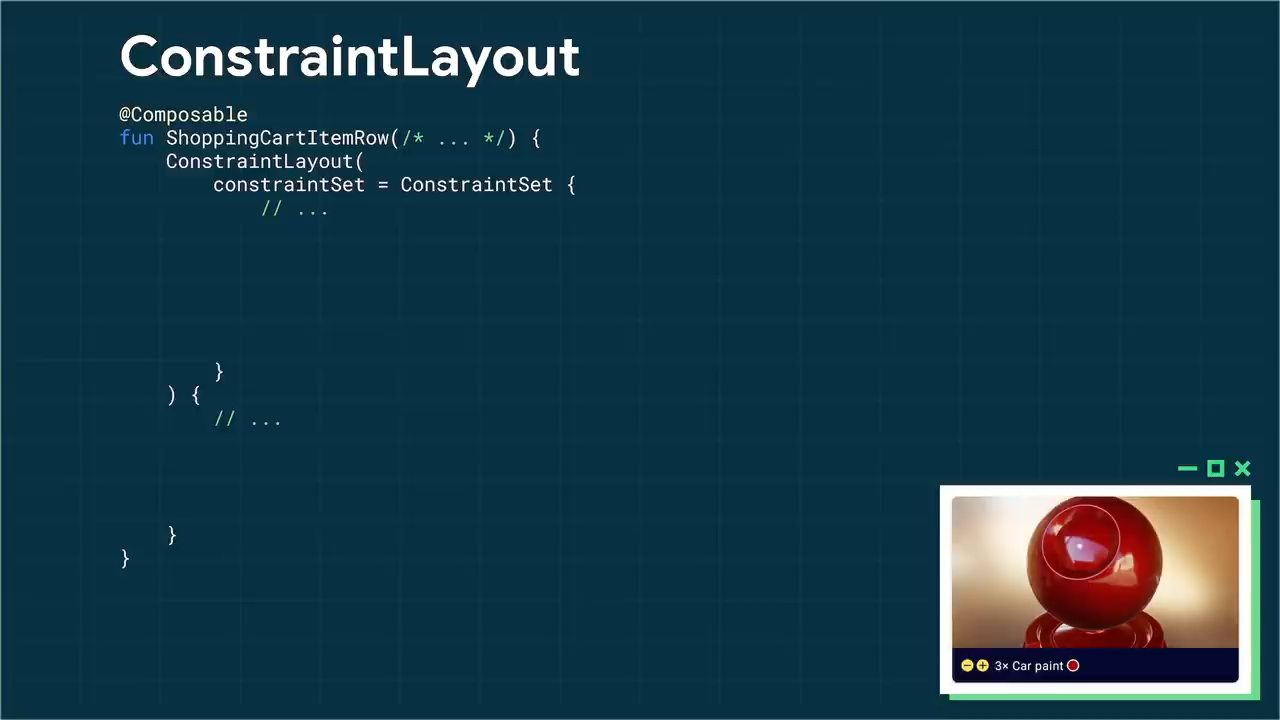 ConstraintLayout
@Composable
fun ShoppingCartItemRow(/* ... */) {
    ConstraintLayout(
        constraintSet = ConstraintSet {
            // ...
        }
    ) {
        // ...
    }
}
3× Car paint